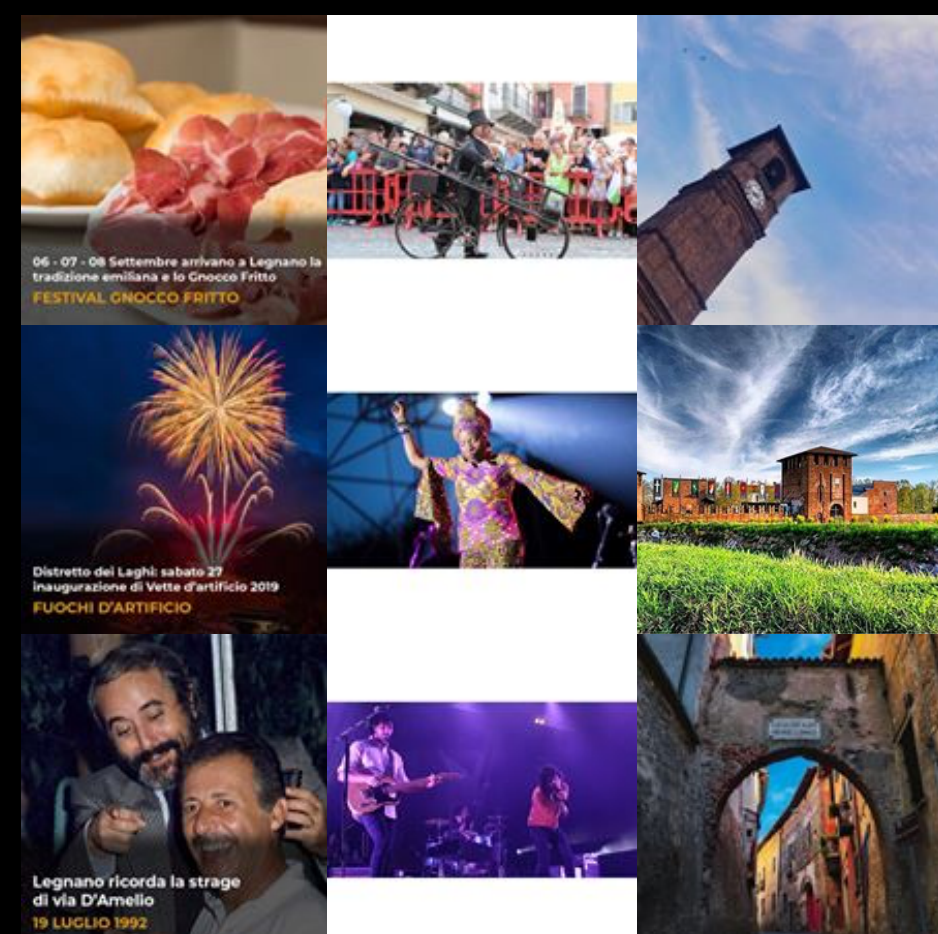 06 - 07 - 08 Settembre arrivano a Legnano la
tradizione emiliana e lo Gnocco Fritto
FESTIVAL GNOCCO FRITTO
Distretto dei Laghi: sabato 27
inaugurazione di Vette d'artificio 2019
FUOCHI D'ARTIFICIO
Legnano ricorda la strage
di via D'Amelio
19 LUGLIO 1992